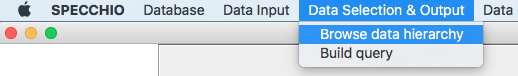 SPECCHIO Database Data Input Data Selection & Output Data
Browse data hierarchy
Build query